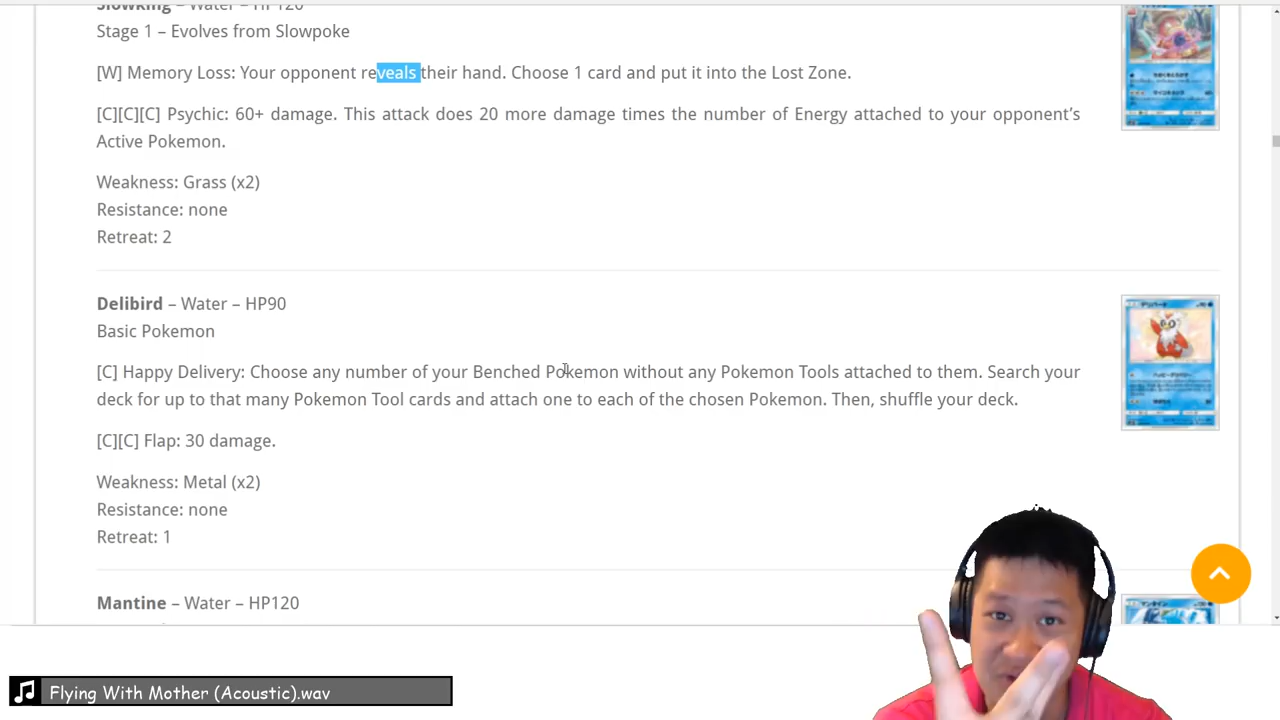 Slowking – Water – HP120
Stage 1 – Evolves from Slowpoke
[W] Memory Loss: Your opponent reveals their hand. Choose 1 card and put it into the Lost Zone.
[C][C][C] Psychic: 60+ damage. This attack does 20 more damage times the number of Energy attached to your opponent’s
Active Pokemon.
Weakness: Grass (x2)
Resistance: none
Retreat: 2
Delibird – Water – HP90
Basic Pokemon
[C] Happy Delivery: Choose any number of your Benched Pokemon without any Pokemon Tools attached to them. Search your
deck for up to that many Pokemon Tool cards and attach one to each of the chosen Pokemon. Then, shuffle your deck.
[C][C] Flap: 30 damage.
Weakness: Metal (x2)
Resistance: none
Retreat: 1
Mantine – Water – HP120
Flying With Mother (Acoustic).wav